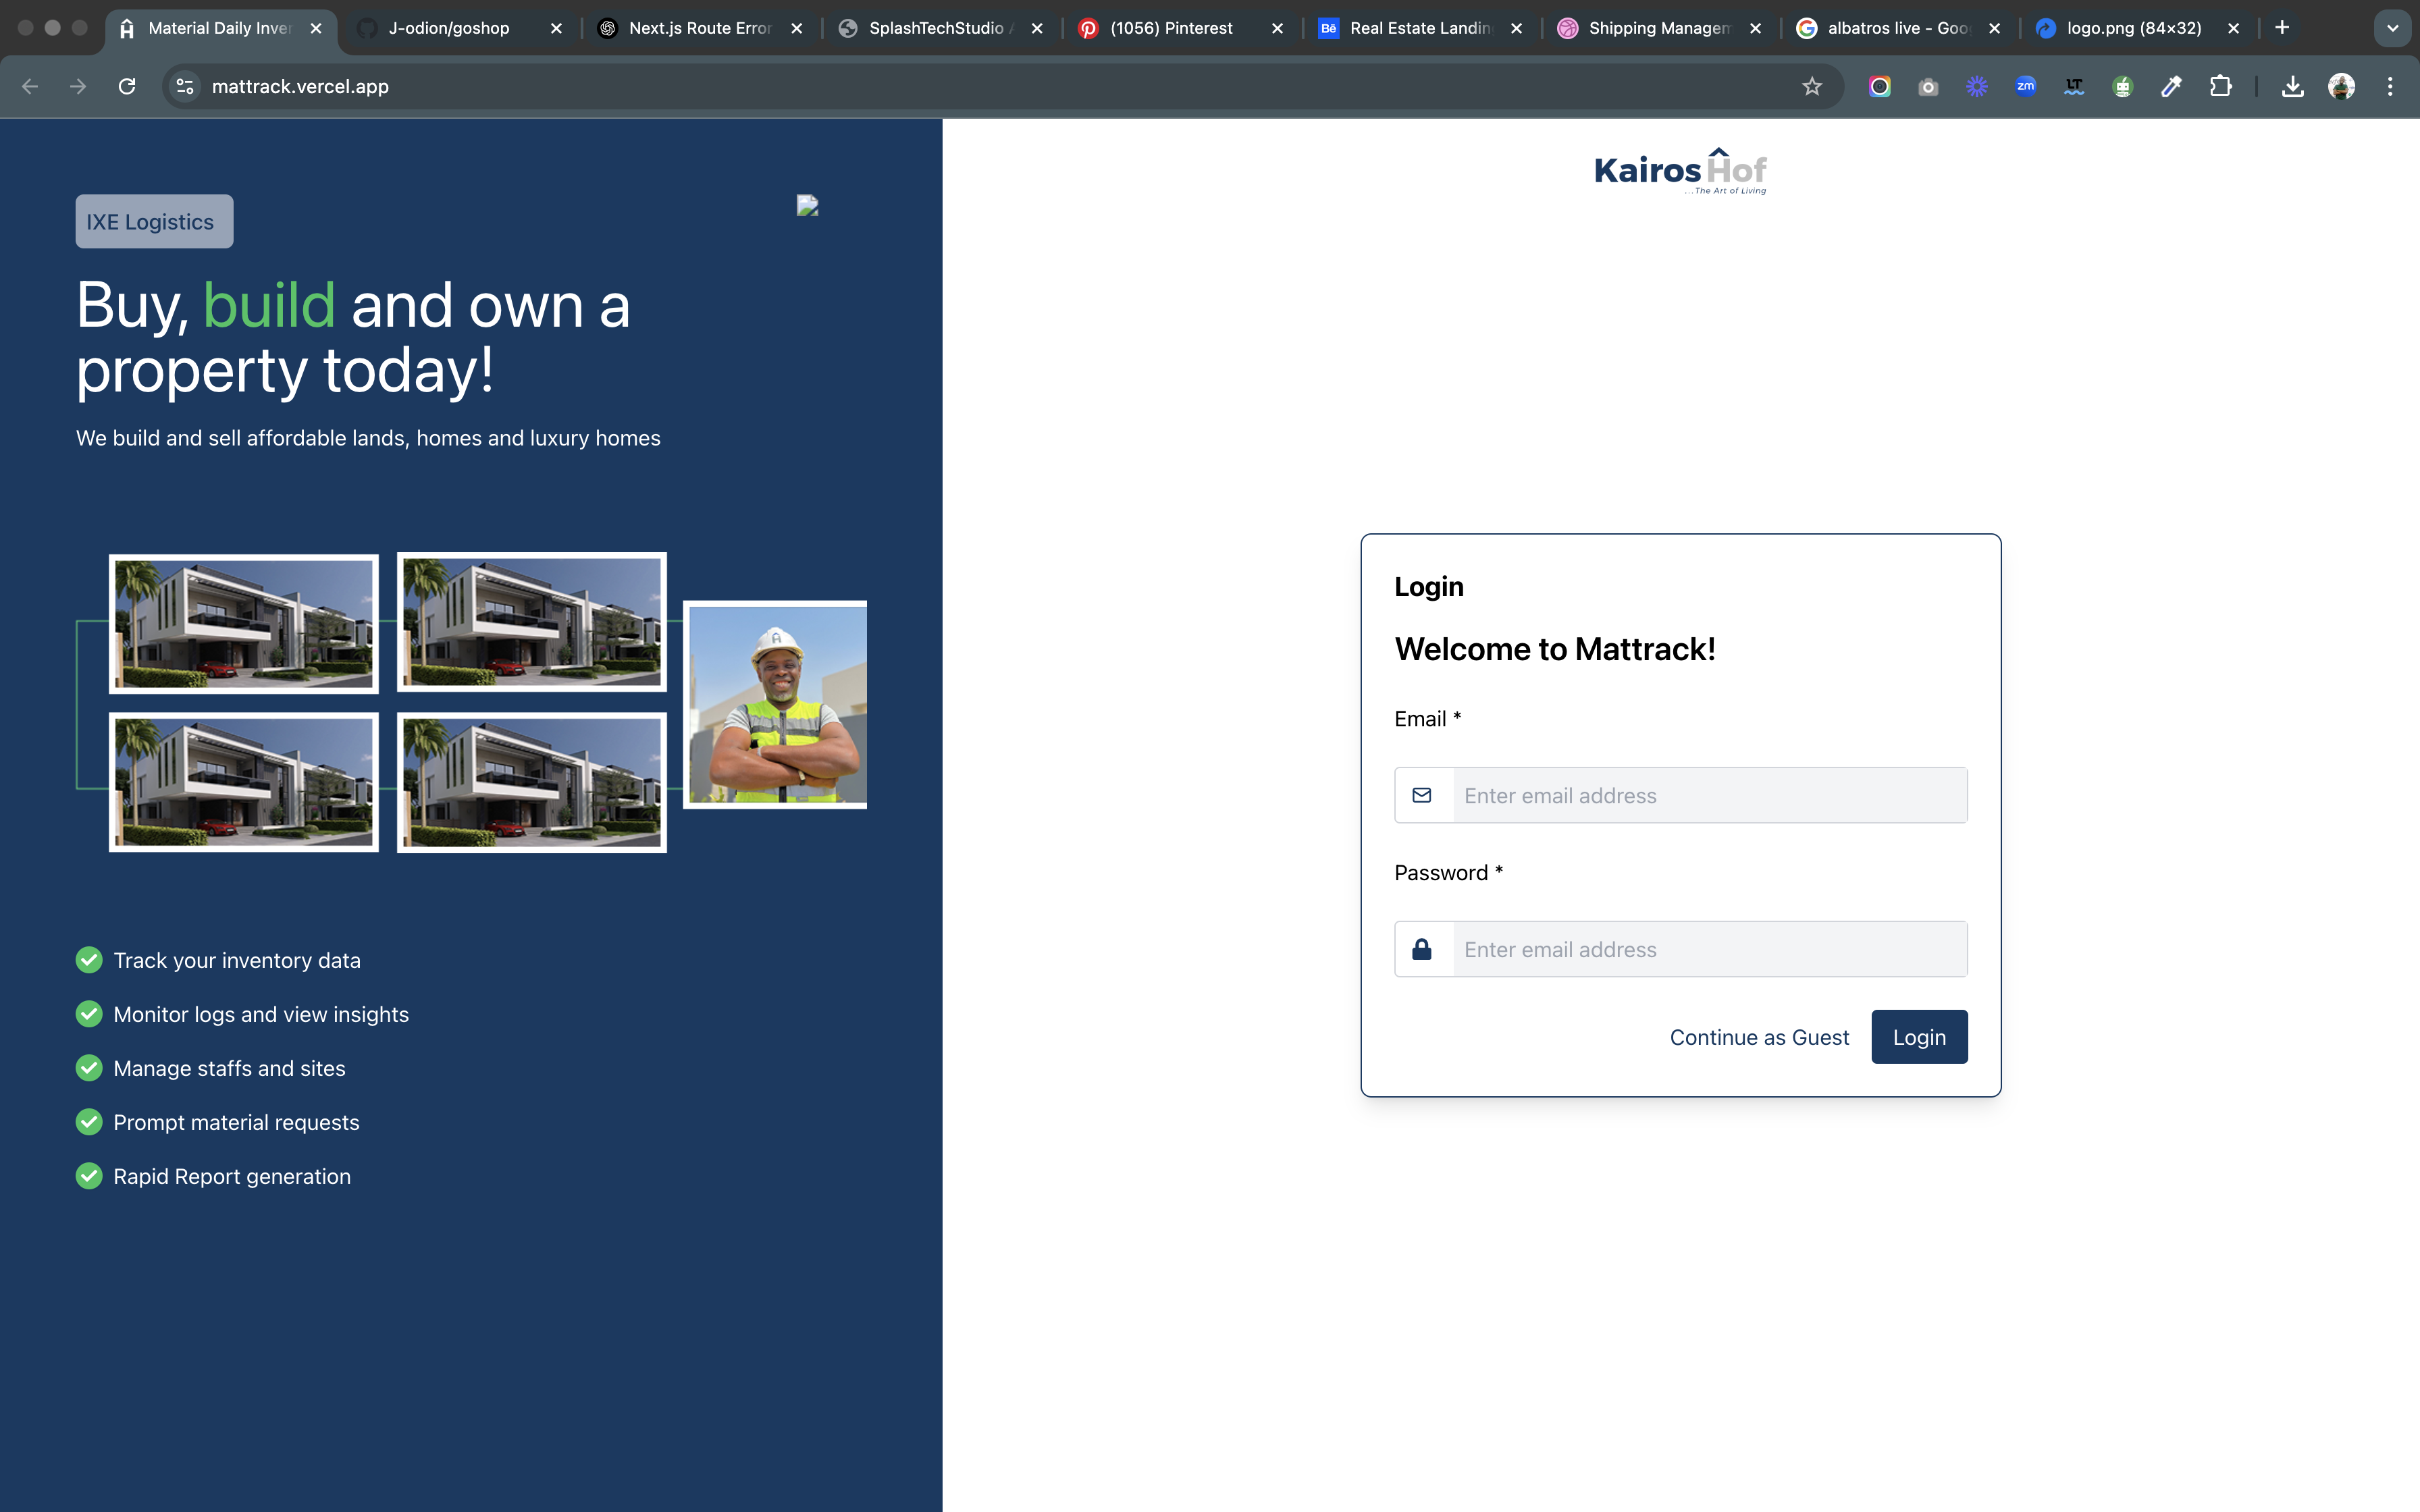 Material Daily Inver
J-odion/goshop
Next.js Route Error
SplashTechStudio
(1056) Pinterest
Bē
Real Estate Landin
Shipping Managem
albatros live - Goo
logo.png (84×32)
mattrack.vercel.app
zm
LT
IXE Logistics
Buy, build and own a
property today!
We build and sell affordable lands, homes and luxury homes
Track your inventory data
Monitor logs and view insights
Manage staffs and sites
Prompt material requests
Rapid Report generation
Kairos Hof
...The Art of Living
Login
Welcome to Mattrack!
Email *
Enter email address
Password *
Enter email address
Continue as Guest
Login